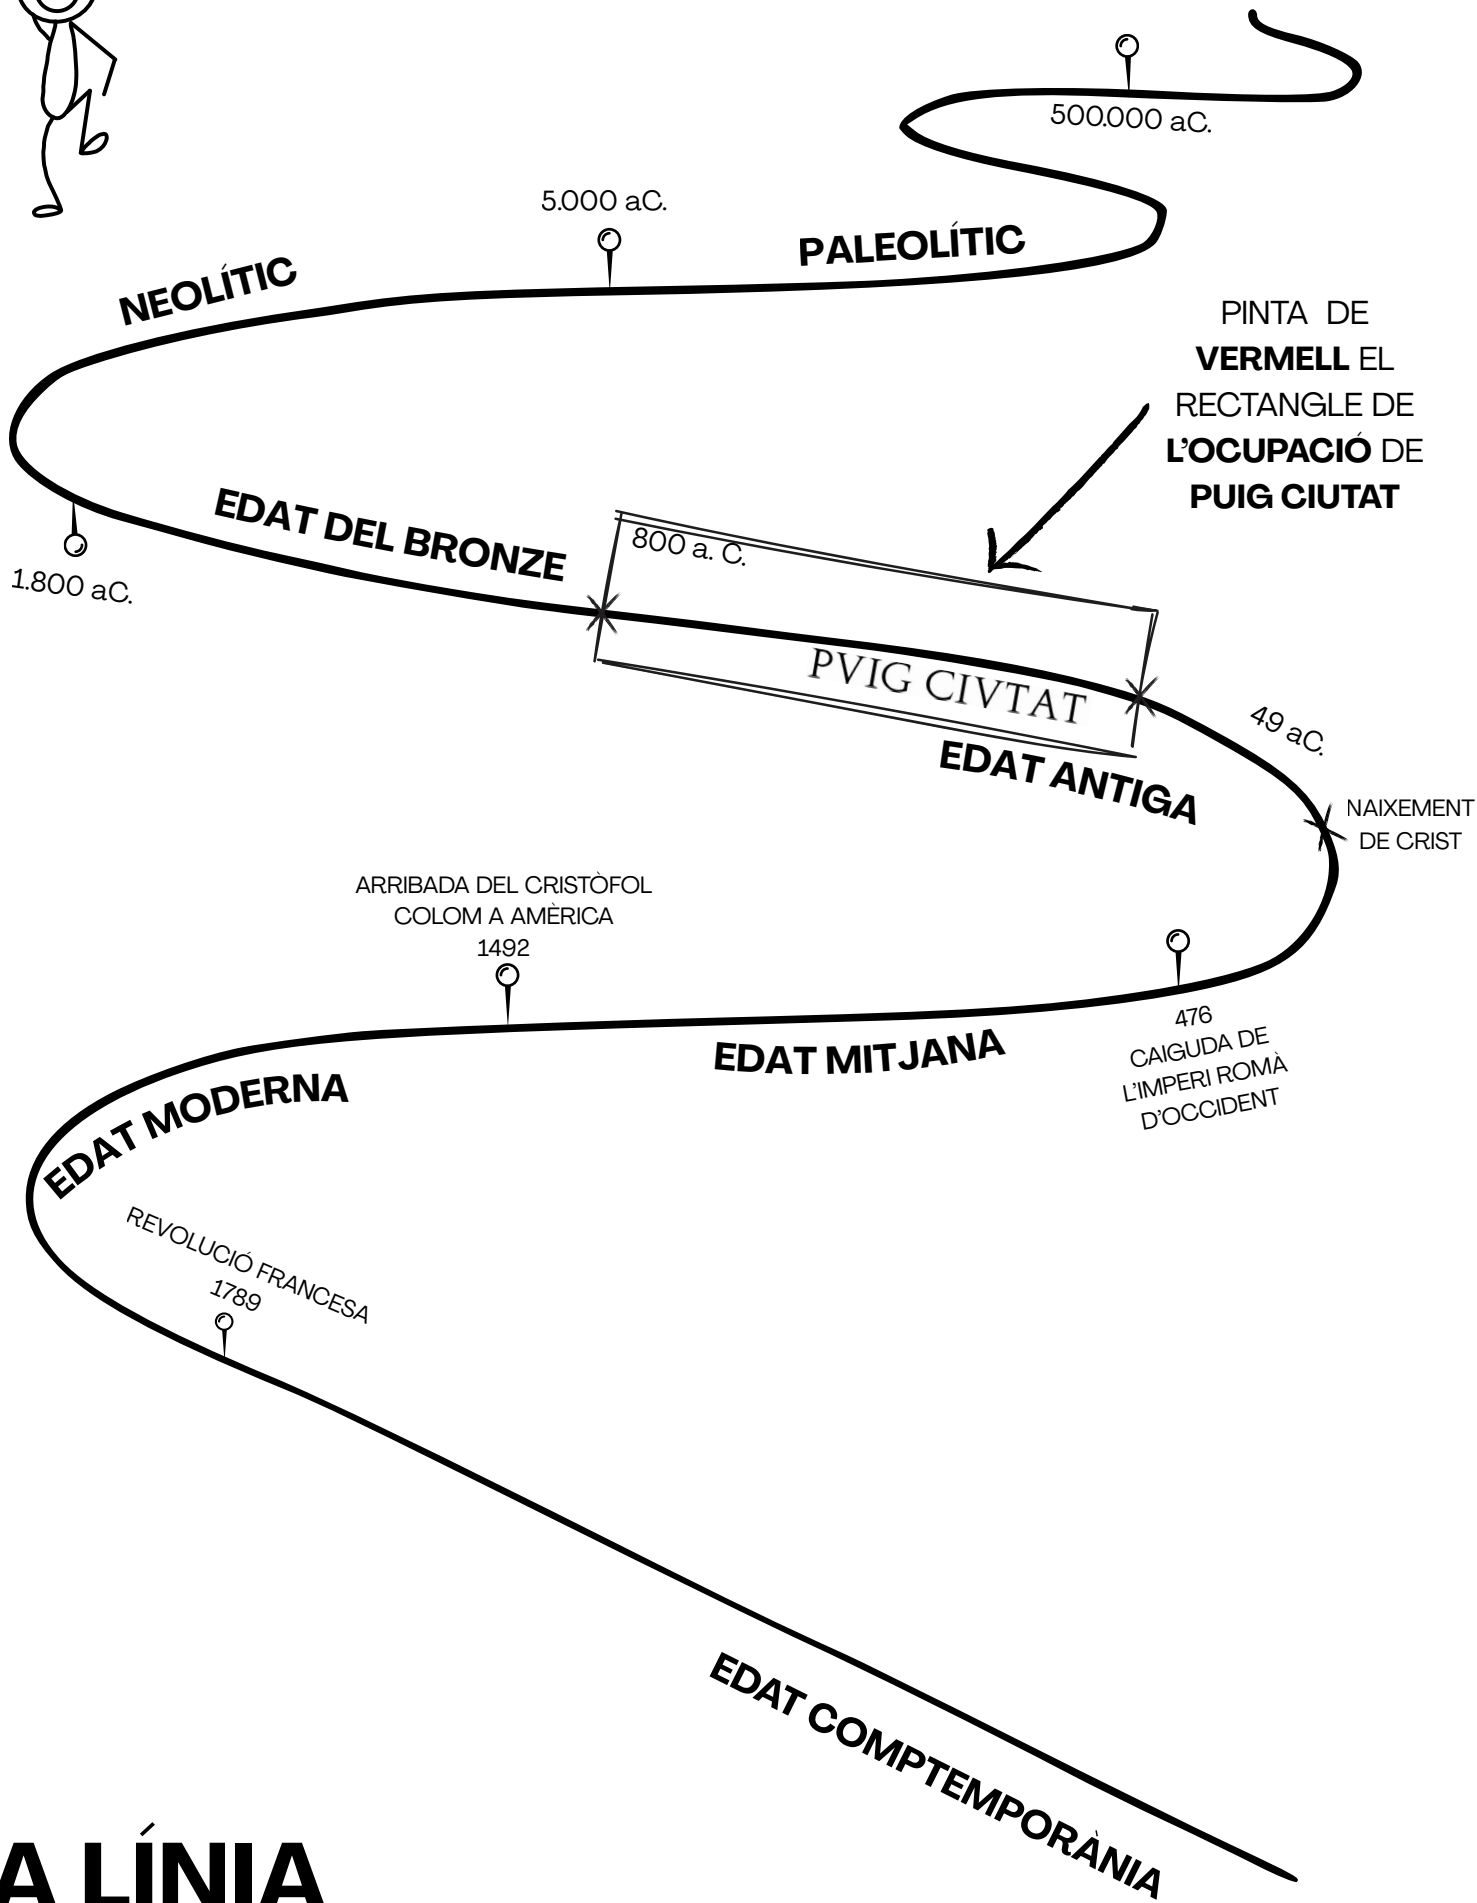 500.000 aC.
5.000 aC.
PALEOLÍTIC
NEOLÍTIC
PINTA DE
VERMELL EL
RECTANGLE DE
L'OCUPACIÓ DE
PUIG CIUTAT
EDAT DEL BRONZE
800 a. C.
1.800 aC.
PVIG CIVTAT
49 aC.
EDAT ANTIGA
NAIXEMENT
DE CRIST
ARRIBADA DEL CRISTÒFOL
COLOM A AMÈRICA
1492
476
CAIGUDA DE
L'IMPERI ROMÀ
D'OCCIDENT
EDAT MITJANA
EDAT MODERNA
REVOLUCIÓ FRANCESA
1789
EDAT COMPTEMPORÀNIA
A LÍNIA